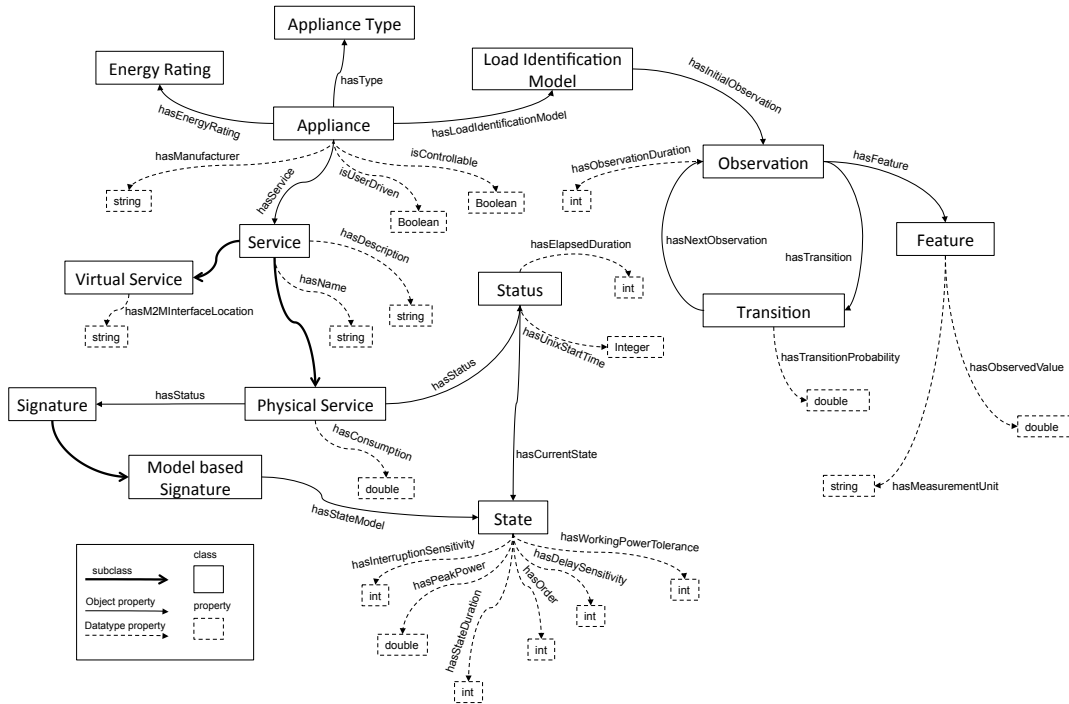 Appliance Type
Energy Rating
Load Identification
Model
hasType
hasInitialObservation
hasEnergyRating
Appliance
hasLoadIdentificationModel
hasManufacturer
isControllable
hasObservationDuration
Observation
hasFeature
string
hasService
isUserDriven
Boolean
Boolean
int
Service
hasDescription
hasElapsedDuration
hasNextObservation
hasTransition
Feature
Virtual Service
hasName
Status
int
hasM2MInterfaceLocation
string
string
string
hasUnixStartTime
Integer
Transition
hasTransitionProbability
hasObservedValue
Signature
hasStatus
Physical Service
hasStatus
double
double
hasConsumption
Model based
Signature
double
hasCurrentState
string
hasMeasurementUnit
hasStateModel
State
hasInterruptionSensitivity
hasPeakPower
hasStateDuration
hasOrder
hasDelaySensitivity
hasWorkingPowerTolerance
int
double
int
int
int
int
subclass
class
Object property
property
Datatype property